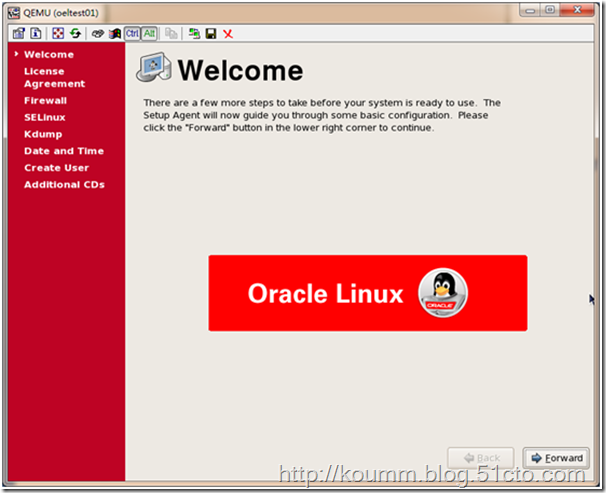 QEMU (oeltest01)
Ctrl Alt
Welcome
License
Agreement
Firewall
SELinux
Kdump
Date and Time
Create User
Additional CDs
Welcome
There are a few more steps to take before your system is ready to use.  The
Setup Agent will now guide you through some basic configuration.  Please
click the "Forward" button in the lower right corner to continue.
Oracle Linux
ORACLE
Back
Forward
http://koumm.blog.51cto.com